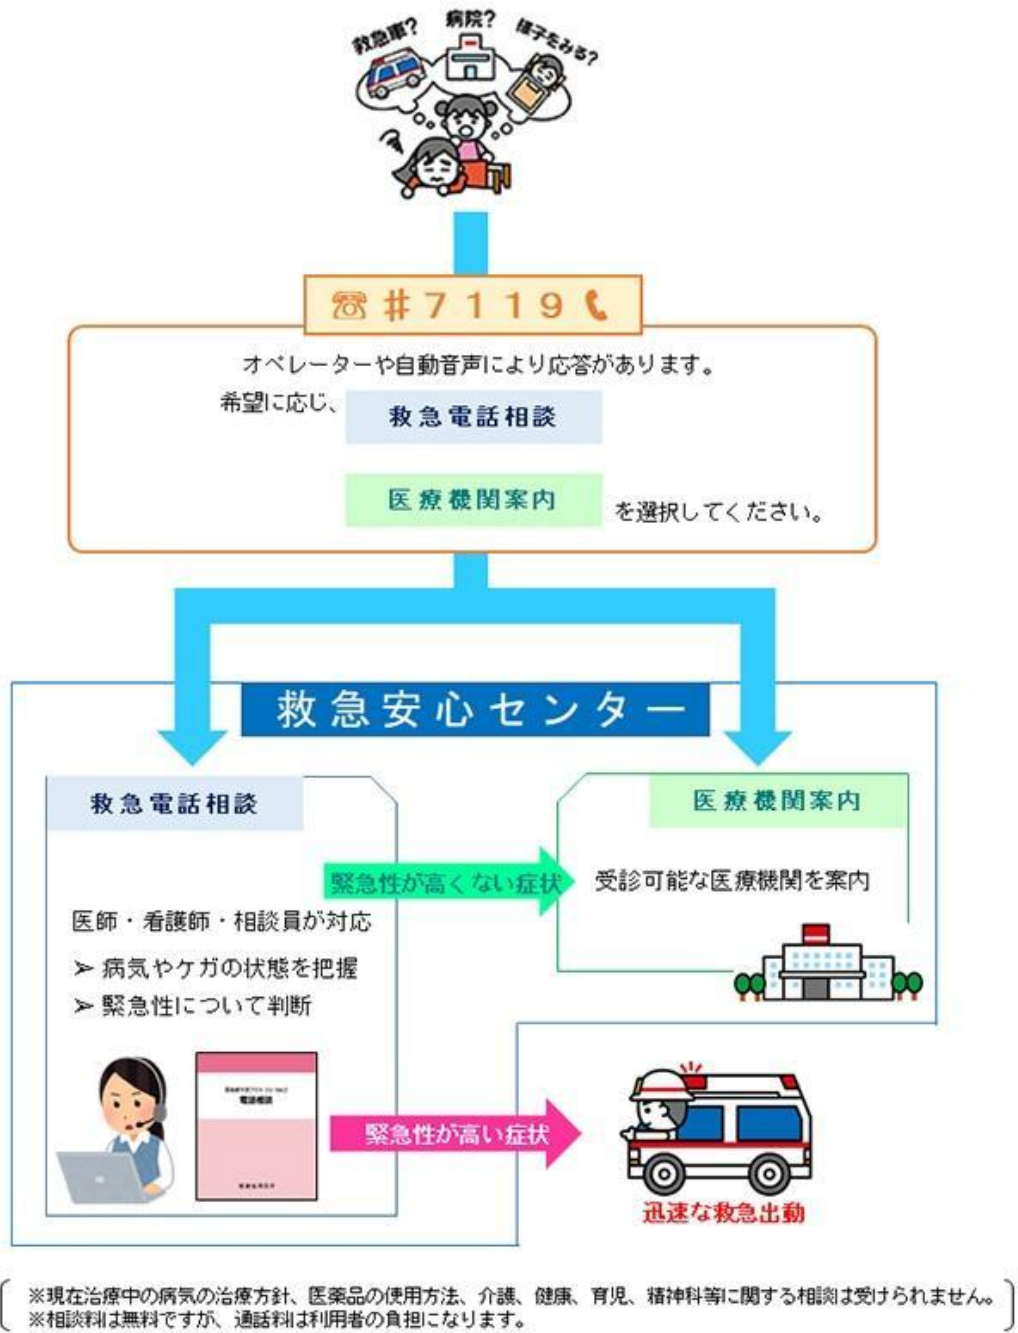 救急車?
病院?
様子をみる?
☎#7119
オペレーターや自動音声により応答があります。
希望に応じ、
救急電話相談
医療機関案内
を選択してください。
救急安心センター
救急電話相談
医療機関案内
緊急性が高くない症状
受診可能な医療機関を案内
医師・看護師・相談員が対応
➢ 病気やケガの状態を把握
➢ 緊急性について判断
電話相談
緊急性が高い症状
迅速な救急出動
※現在治療中の病気の治療方針、医薬品の使用方法、介護、健康、育児、精神科等に関する相談は受けられません。
※相談料は無料ですが、通話料は利用者の負担になります。